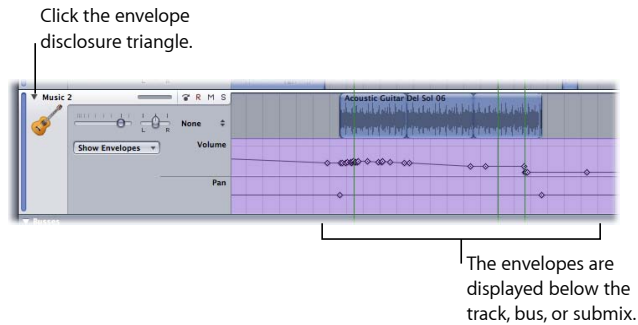 Click the envelope
disclosure triangle.
Music 2
R M S
Acoustic Guitar Del Sol 06
L R
None
Show Envelopes
Volume
Pan
Busses
The envelopes are
displayed below the
track, bus, or submix.